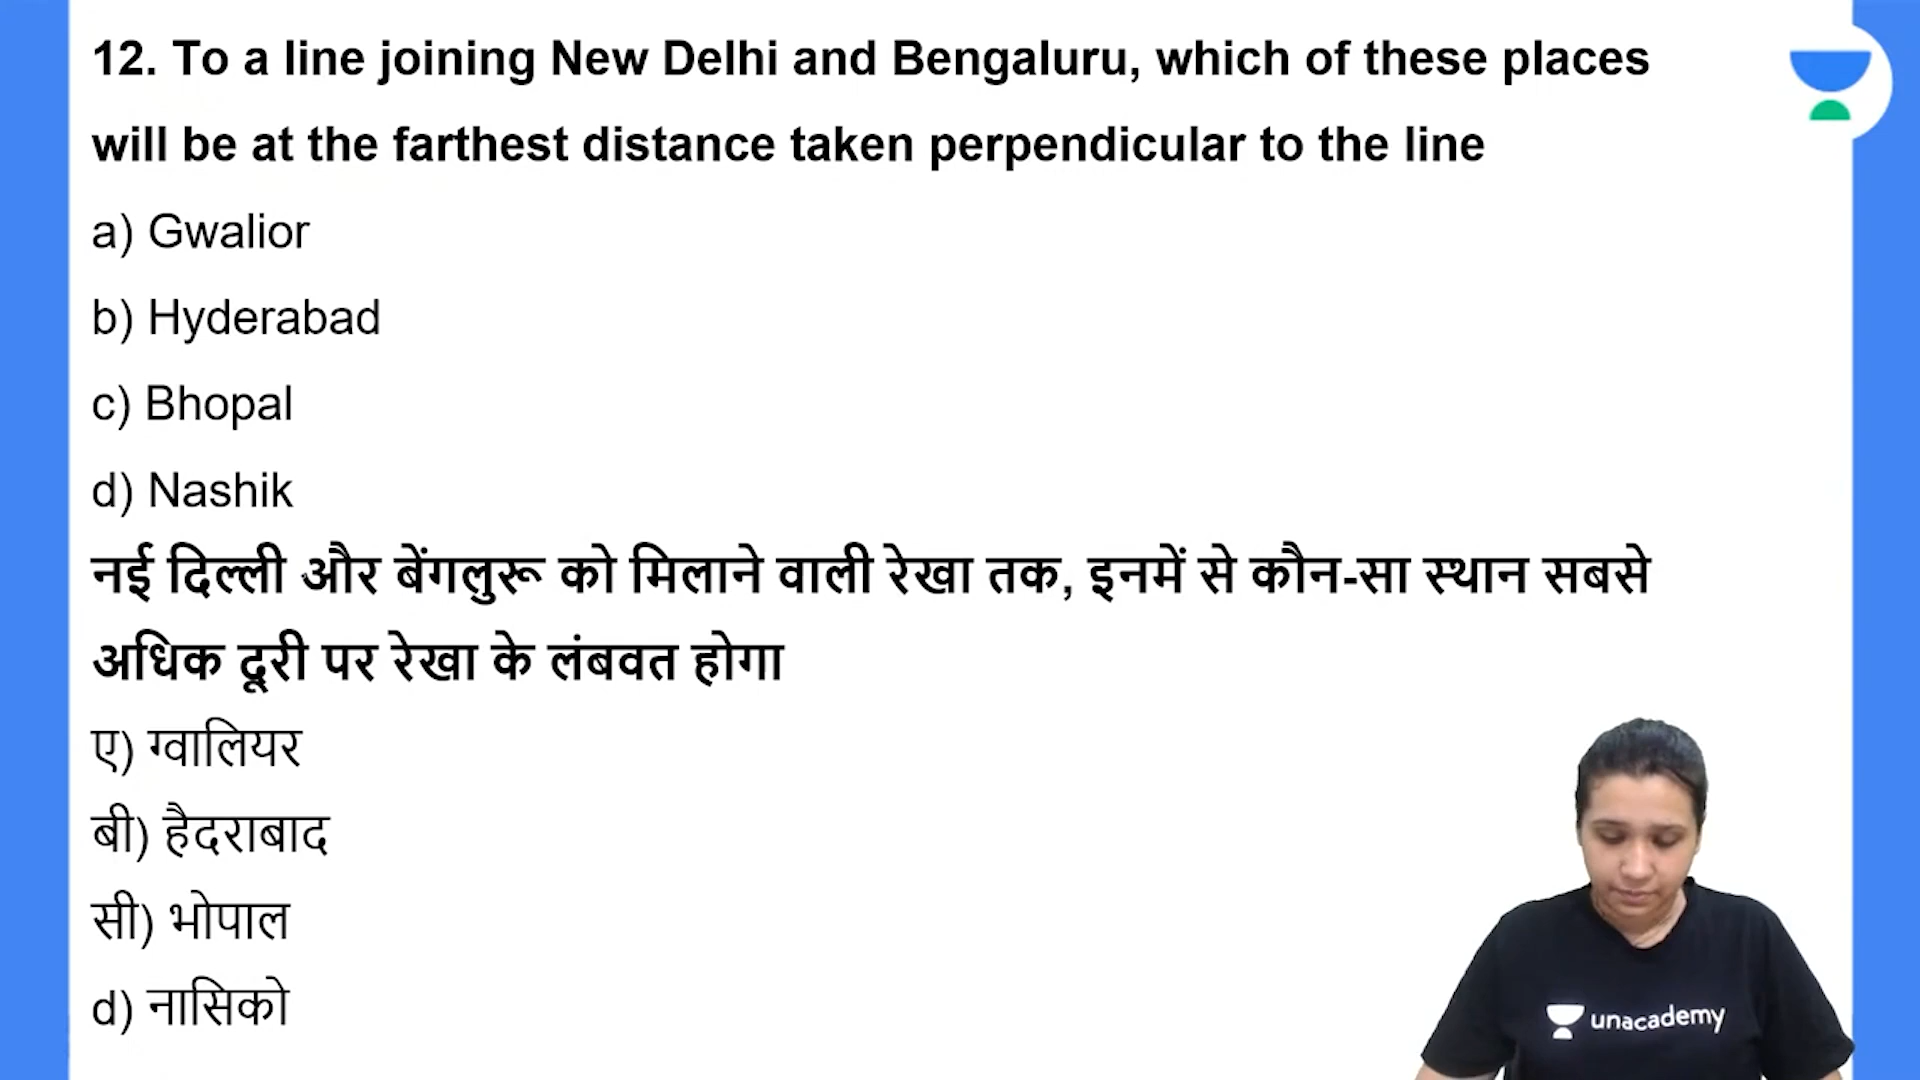 12. To a line joining New Delhi and Bengaluru, which of these places
will be at the farthest distance taken perpendicular to the line
a) Gwalior
b) Hyderabad
c) Bhopal
d) Nashik
नई दिल्ली और बेंगलुरू को मिलाने वाली रेखा तक, इनमें से कौन-सा स्थान सबसे
अधिक दूरी पर रेखा के लंबवत होगा
ए) ग्वालियर
बी) हैदराबाद
सी) भोपाल
d) नासिको
unacademy